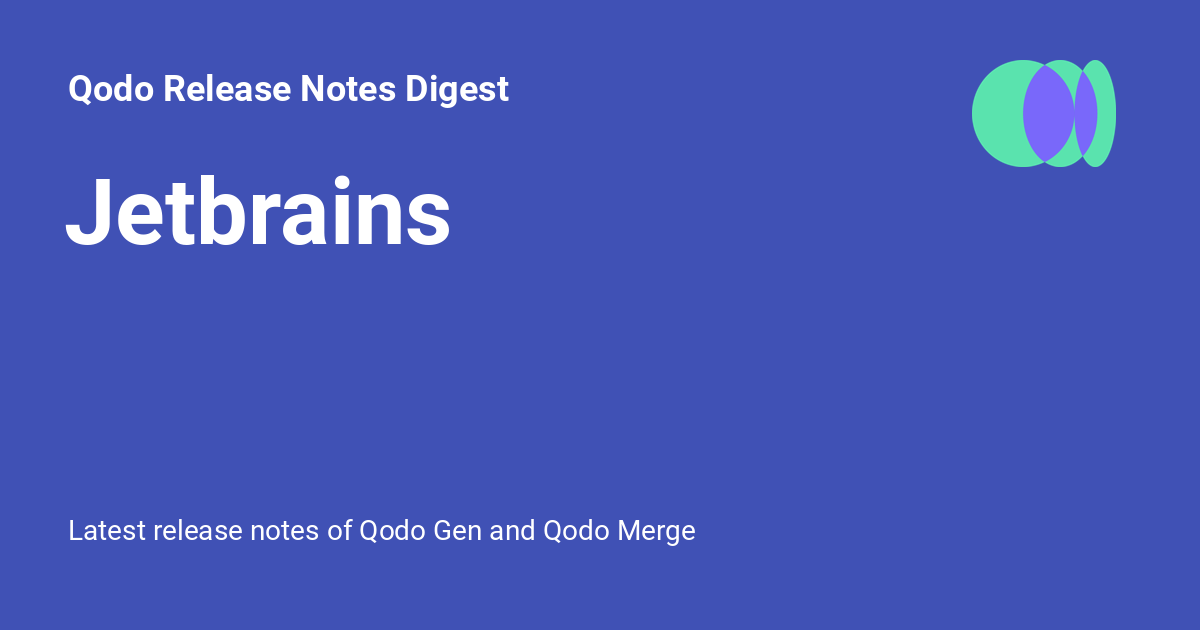 Qodo Release Notes Digest
Jetbrains
Latest release notes of Qodo Gen and Qodo Merge